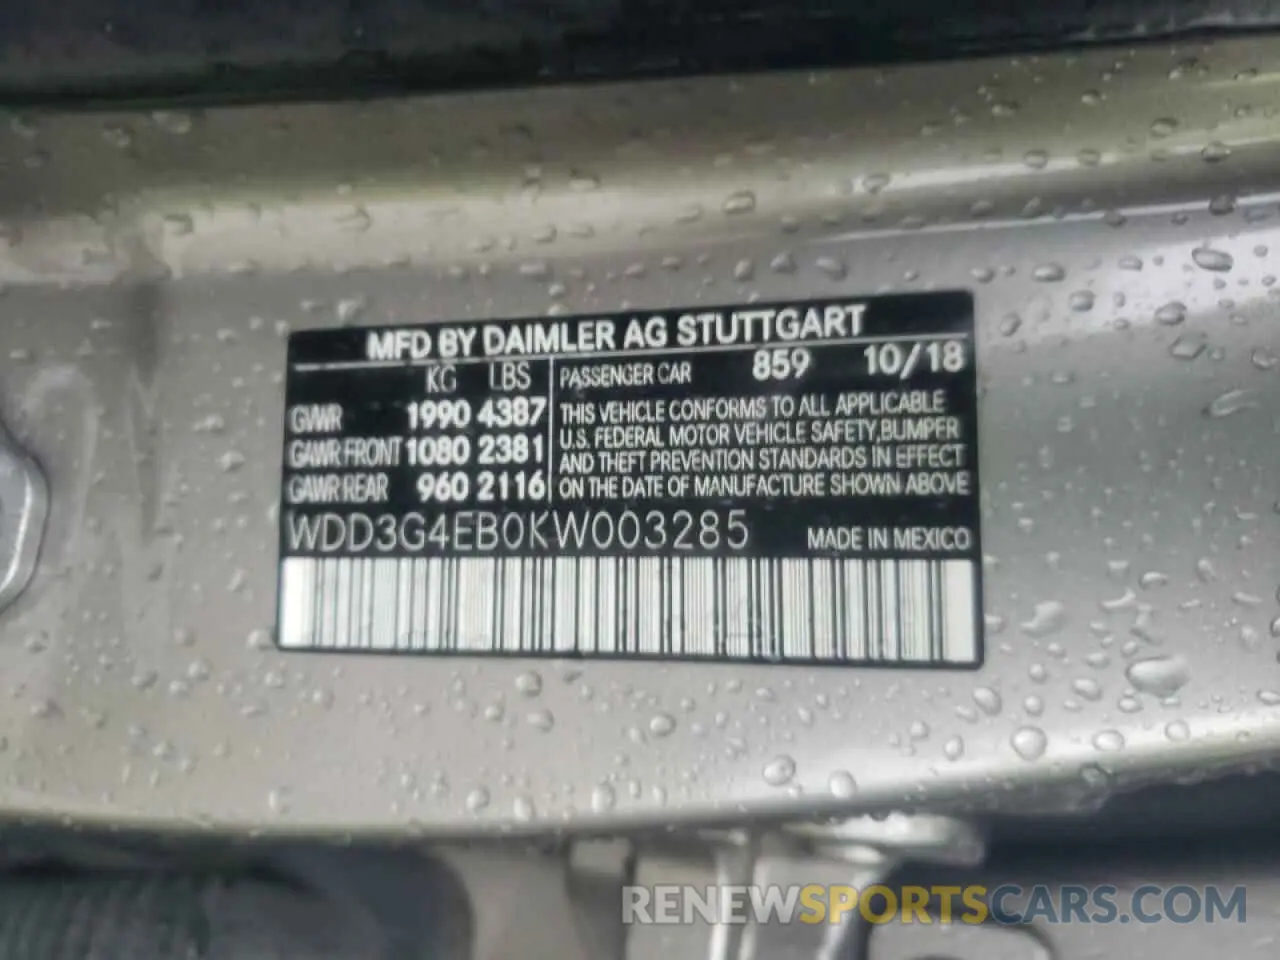 MFD BY DAIMLER AG STUTTGART
KG LBS PASSENGER CAR 859 10/18
GVWR 1990 4387 THIS VEHICLE CONFORMS TO ALL APPLICABLE
U.S. FEDERAL MOTOR VEHICLE SAFETY, BUMPER
GAWR FRONT 1080 2381 AND THEFT PREVENTION STANDARDS IN EFFECT
GAWR REAR 960 2116 ON THE DATE OF MANUFACTURE SHOWN ABOVE
WDD3G4EB0KW003285 MADE IN MEXICO
RENEWSPORTSCARS.COM